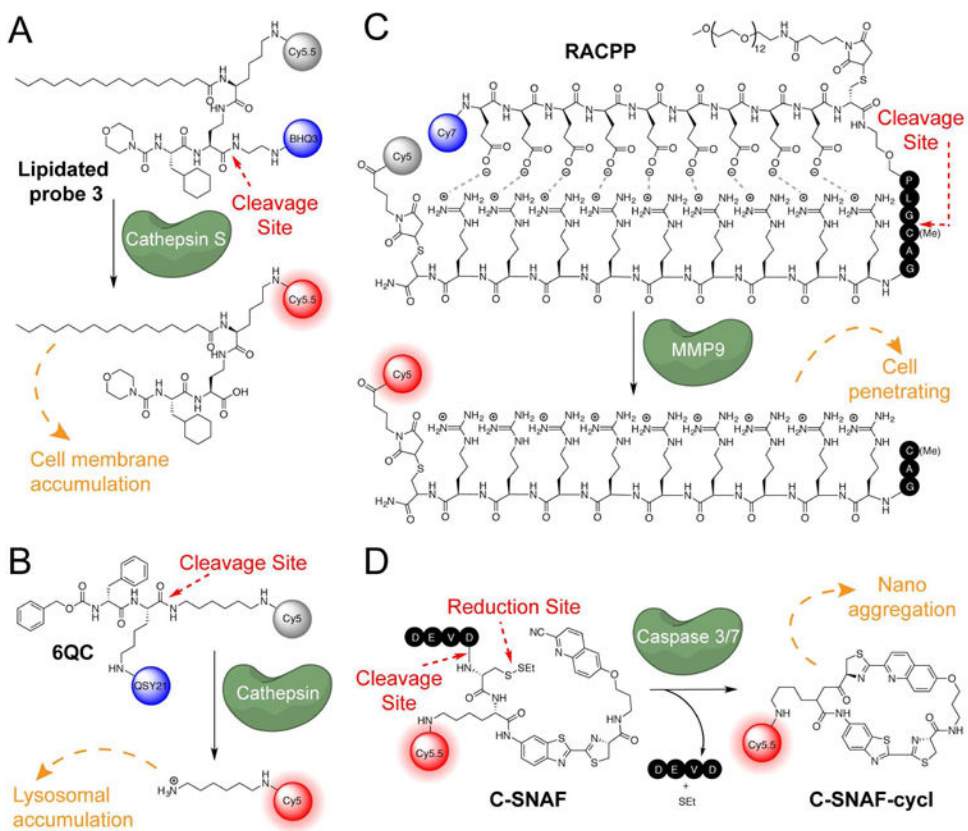 A
Cy5.5
BHQ3
Lipidated
probe 3
Cleavage
Site
Cathepsin S
Cy5.5
Cell membrane
accumulation
B
Cleavage Site
6QC
Cy5
QSY21
Cathepsin
Lysosomal
accumulation
Cy5
C
RACPP
12
Cleavage
Site
Cy7
Cy5
P
L
G
C
(Me)
A
G
MMP9
Cell
penetrating
Cy5
C
(Me)
A
G
D
Reduction Site
D E V D
Cleavage
Site
SEt
Caspase 3/7
Nano
aggregation
Cy5.5
D E V D
+
SEt
Cy5.5
C-SNAF
C-SNAF-cycl